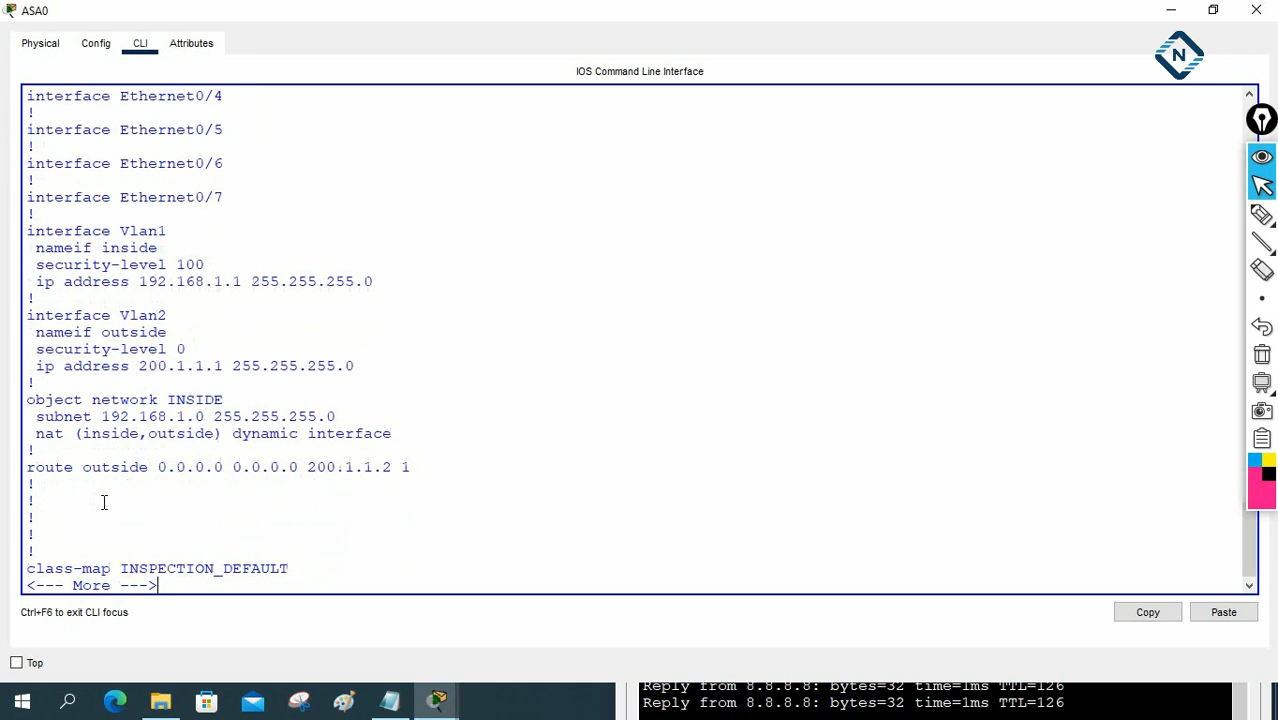 ASA0
Physical Config CLI Attributes
N
IOS Command Line Interface
interface Ethernet0/4
!
interface Ethernet0/5
!
interface Ethernet0/6
!
interface Ethernet0/7
!
interface Vlan1
nameif inside
security-level 100
ip address 192.168.1.1 255.255.255.0
!
interface Vlan2
nameif outside
security-level 0
ip address 200.1.1.1 255.255.255.0
!
object network INSIDE
subnet 192.168.1.0 255.255.255.0
nat (inside,outside) dynamic interface
!
route outside 0.0.0.0 0.0.0.0 200.1.1.2 1
!
!
!
!
!
class-map INSPECTION_DEFAULT
<--- More --->
Ctrl+F6 to exit CLI focus
Copy Paste
Top
Reply from 8.8.8.8: bytes=32 time=1ms TTL=126
Reply from 8.8.8.8: bytes=32 time=1ms TTL=126